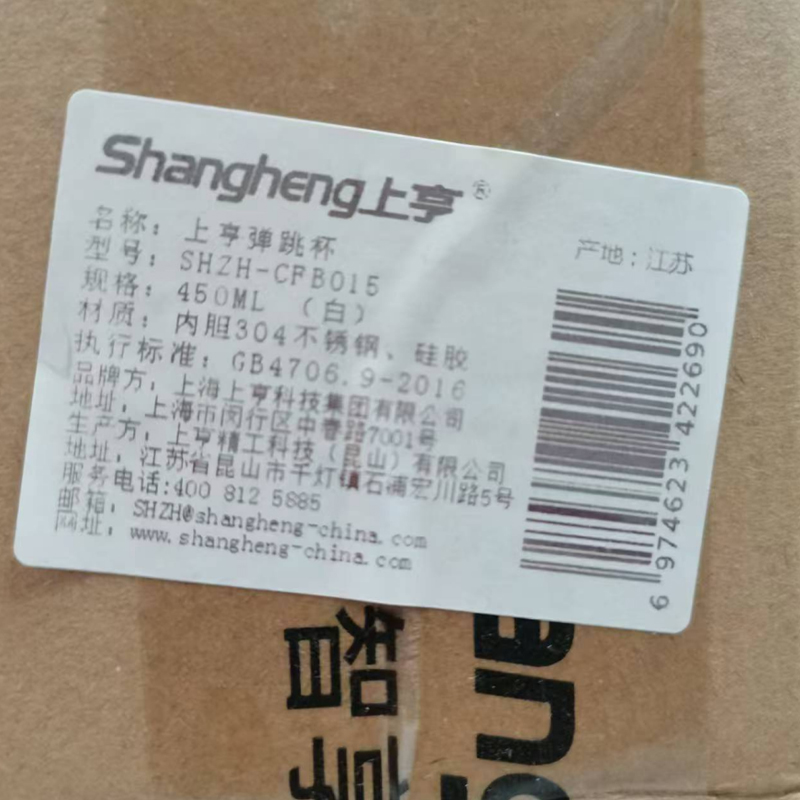 Shangheng上亨®
名称：上亨弹跳杯
型号：SHZH-CFB015
规格：450ML （白）
材质：内胆304不锈钢、硅胶
执行标准：GB4706.9-2016
品牌方：上海上亨科技集团有限公司
地址：上海市闵行区中春路7001号
生产方：上亨精工科技（昆山）有限公司
地址：江苏省昆山市千灯镇石浦宏川路5号
服务电话:400 812 5885
邮箱：SHZH@shangheng-china.com
网址：www.shangheng-china.com
产地：江苏
6 974623 422690
智亨
ang